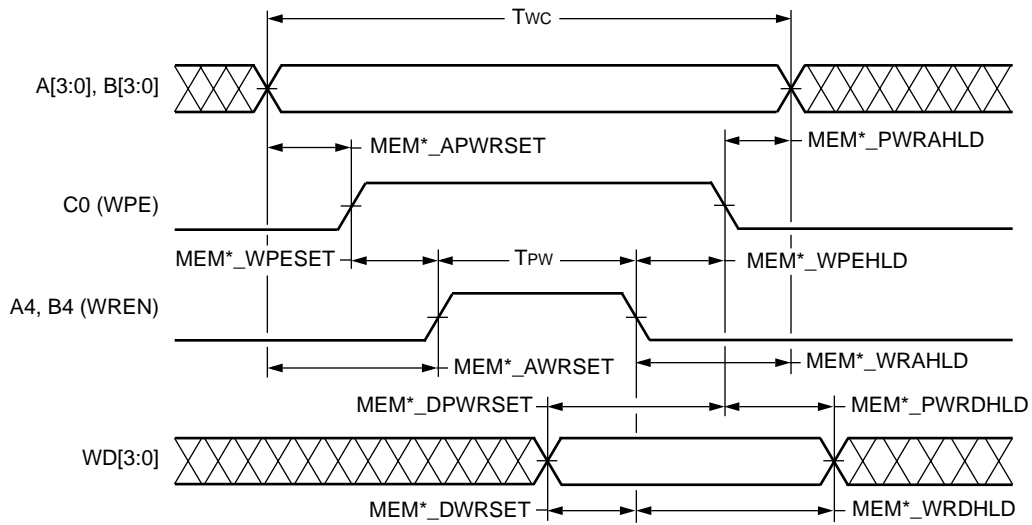 TWC
A[3:0], B[3:0]
MEM*_APWRSET
MEM*_PWRAHLD
C0 (WPE)
MEM*_WPESET
TPW
MEM*_WPEHLD
A4, B4 (WREN)
MEM*_AWRSET
MEM*_WRAHLD
MEM*_DPWRSET
MEM*_PWRDHLD
WD[3:0]
MEM*_DWRSET
MEM*_WRDHLD